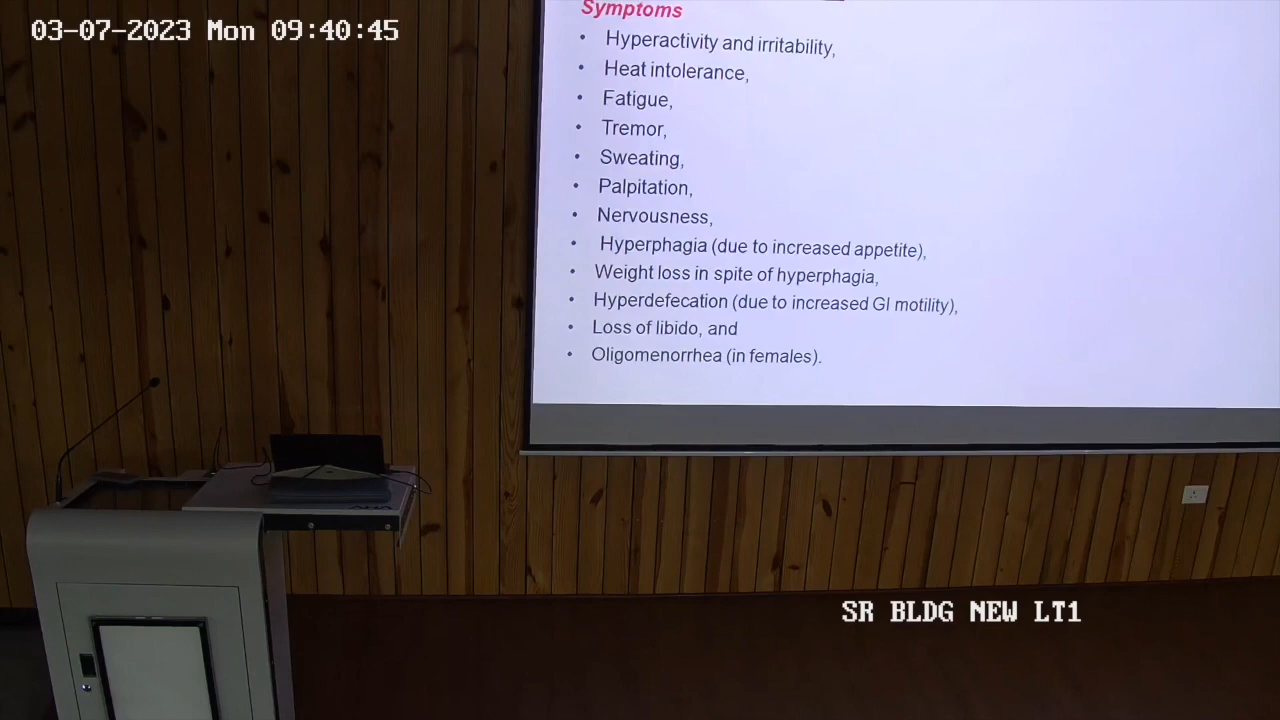 03-07-2023 Mon 09:40:45
Symptoms
• Hyperactivity and irritability,
• Heat intolerance,
• Fatigue,
• Tremor,
• Sweating,
• Palpitation,
• Nervousness,
• Hyperphagia (due to increased appetite),
• Weight loss in spite of hyperphagia,
• Hyperdefecation (due to increased GI motility),
• Loss of libido, and
• Oligomenorrhea (in females).
SR BLDG NEW LT1